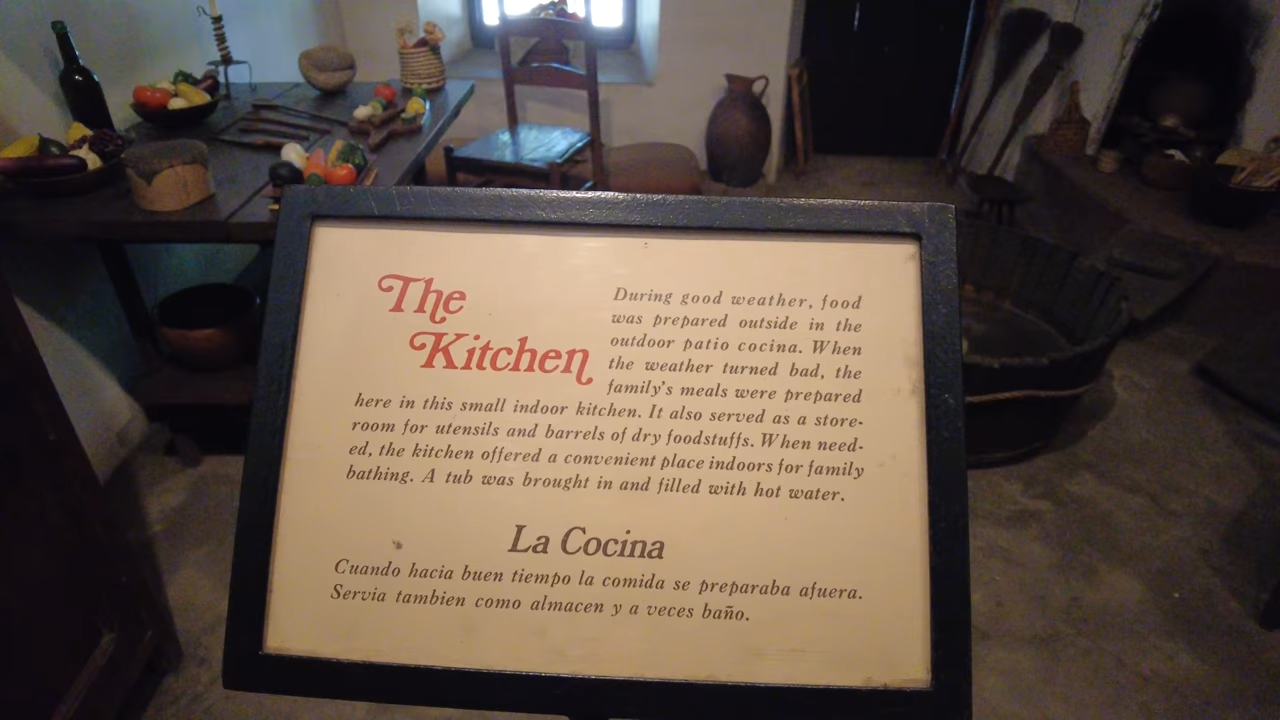 The
Kitchen
During good weather, food
was prepared outside in the
outdoor patio cocina. When
the weather turned bad, the
family's meals were prepared
here in this small indoor kitchen. It also served as a store-
room for utensils and barrels of dry foodstuffs. When need-
ed, the kitchen offered a convenient place indoors for family
bathing. A tub was brought in and filled with hot water.
La Cocina
Cuando hacia buen tiempo la comida se preparaba afuera.
Servia tambien como almacen y a veces baño.